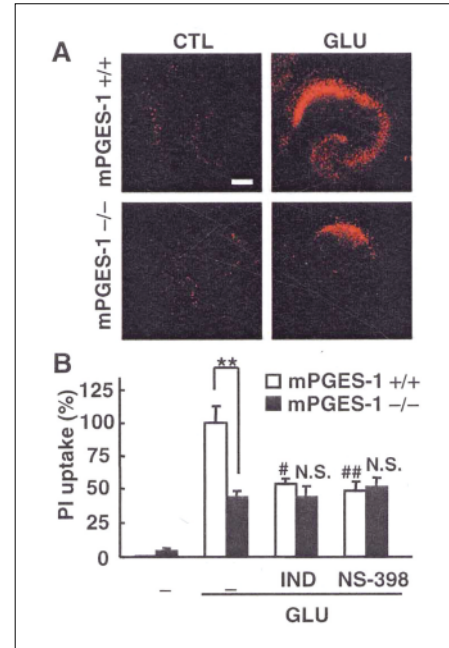 A
CTL GLU
mPGES-1 +/+
mPGES-1 −/−
B
PI uptake (%)
125
100
75
50
25
0
**
mPGES-1 +/+
mPGES-1 −/−
# N.S.
## N.S.
− − IND NS-398
GLU